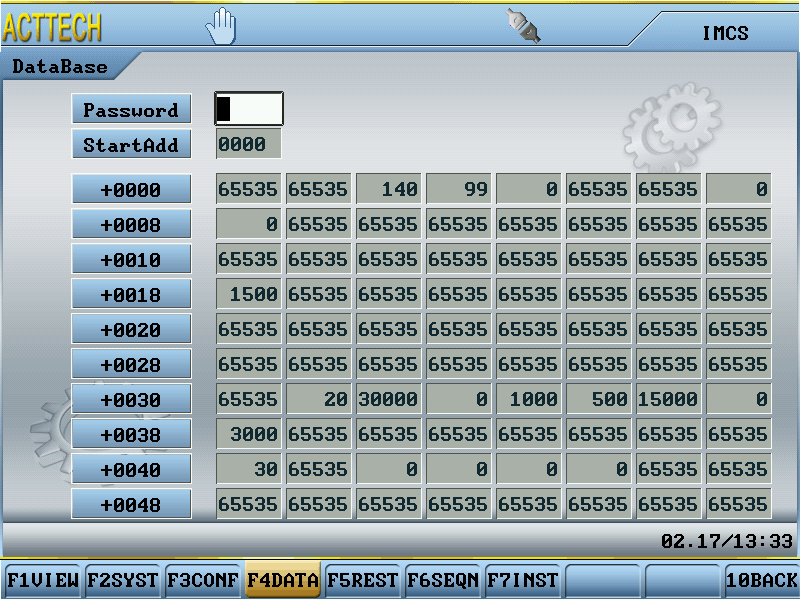 ACTTECH IMCS
DataBase
Password
StartAdd 0000
+0000 65535 65535 140 99 0 65535 65535 0
+0008 0 65535 65535 65535 65535 65535 65535 65535
+0010 65535 65535 65535 65535 65535 65535 65535 65535
+0018 1500 65535 65535 65535 65535 65535 65535 65535
+0020 65535 65535 65535 65535 65535 65535 65535 65535
+0028 65535 65535 65535 65535 65535 65535 65535 65535
+0030 65535 20 30000 0 1000 500 15000 0
+0038 3000 65535 65535 65535 65535 65535 65535 65535
+0040 30 65535 0 0 0 0 65535 65535
+0048 65535 65535 65535 65535 65535 65535 65535 65535
02.17/13:33
F1VIEW F2SYST F3CONF F4DATA F5REST F6SEQN F7INST 10BACK